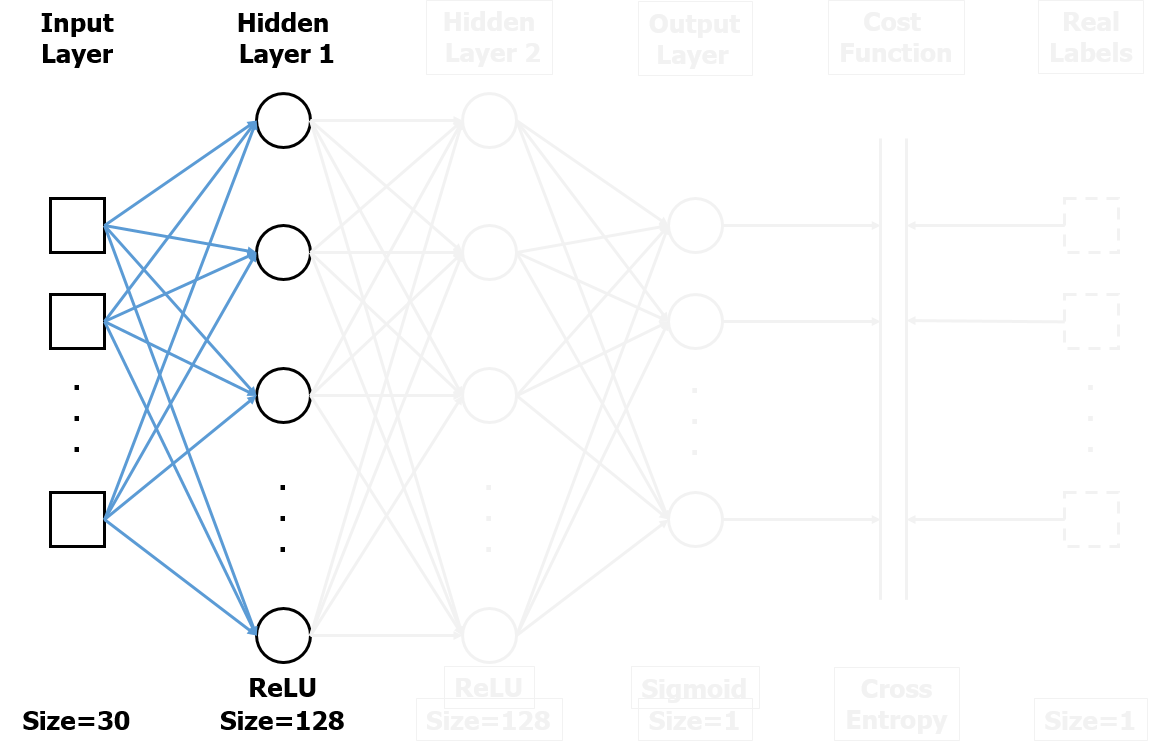 Input
Layer
Hidden
Layer 1
Hidden
Layer 2
Output
Layer
Cost
Function
Real
Labels
ReLU
ReLU
Sigmoid
Cross
Entropy
Size=30
Size=128
Size=128
Size=1
Size=1